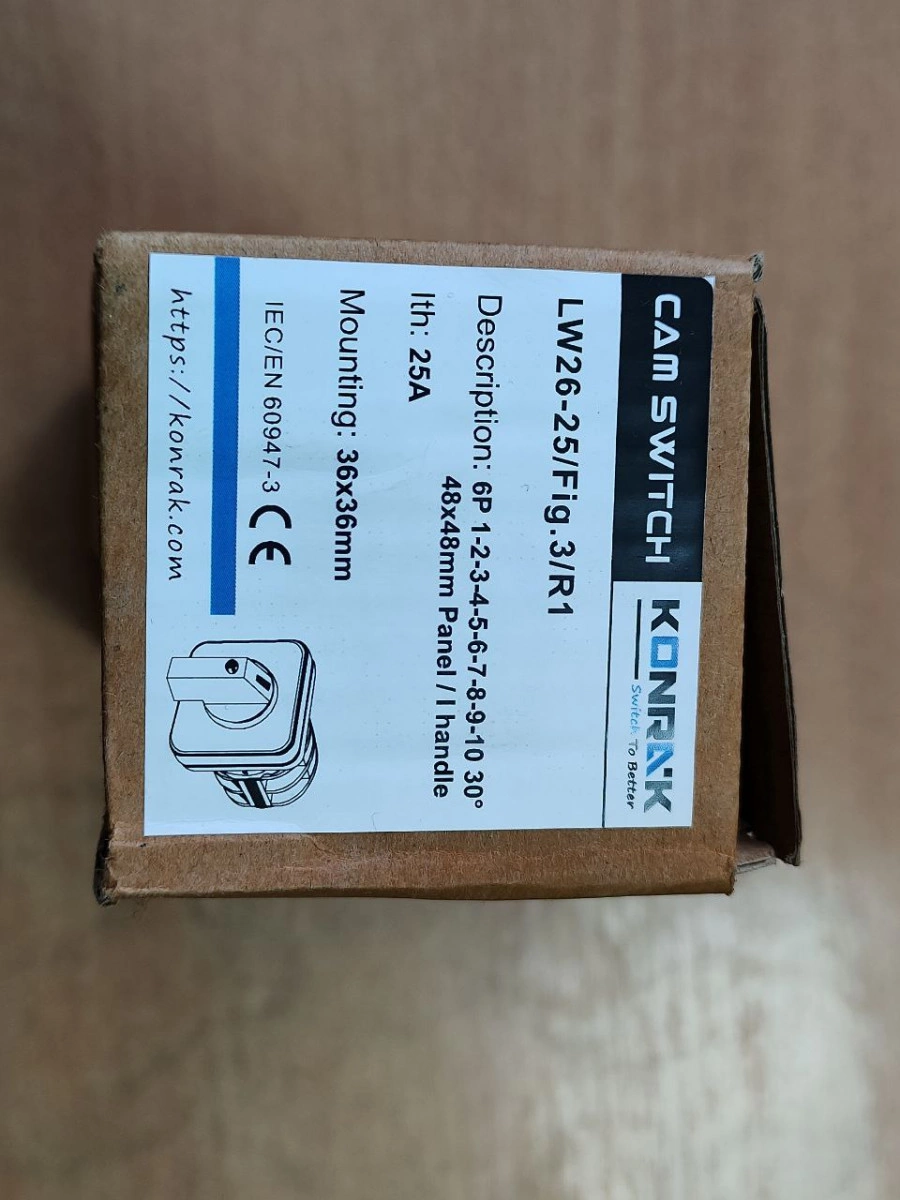 CAM SWITCH
KONRAK
Switch To Better
LW26-25/Fig.3/R1
Description: 6P 1-2-3-4-5-6-7-8-9-10 30°
48x48mm Panel / I handle
Ith: 25A
Mounting: 36x36mm
IEC/EN 60947-3 CE
https://konrak.com